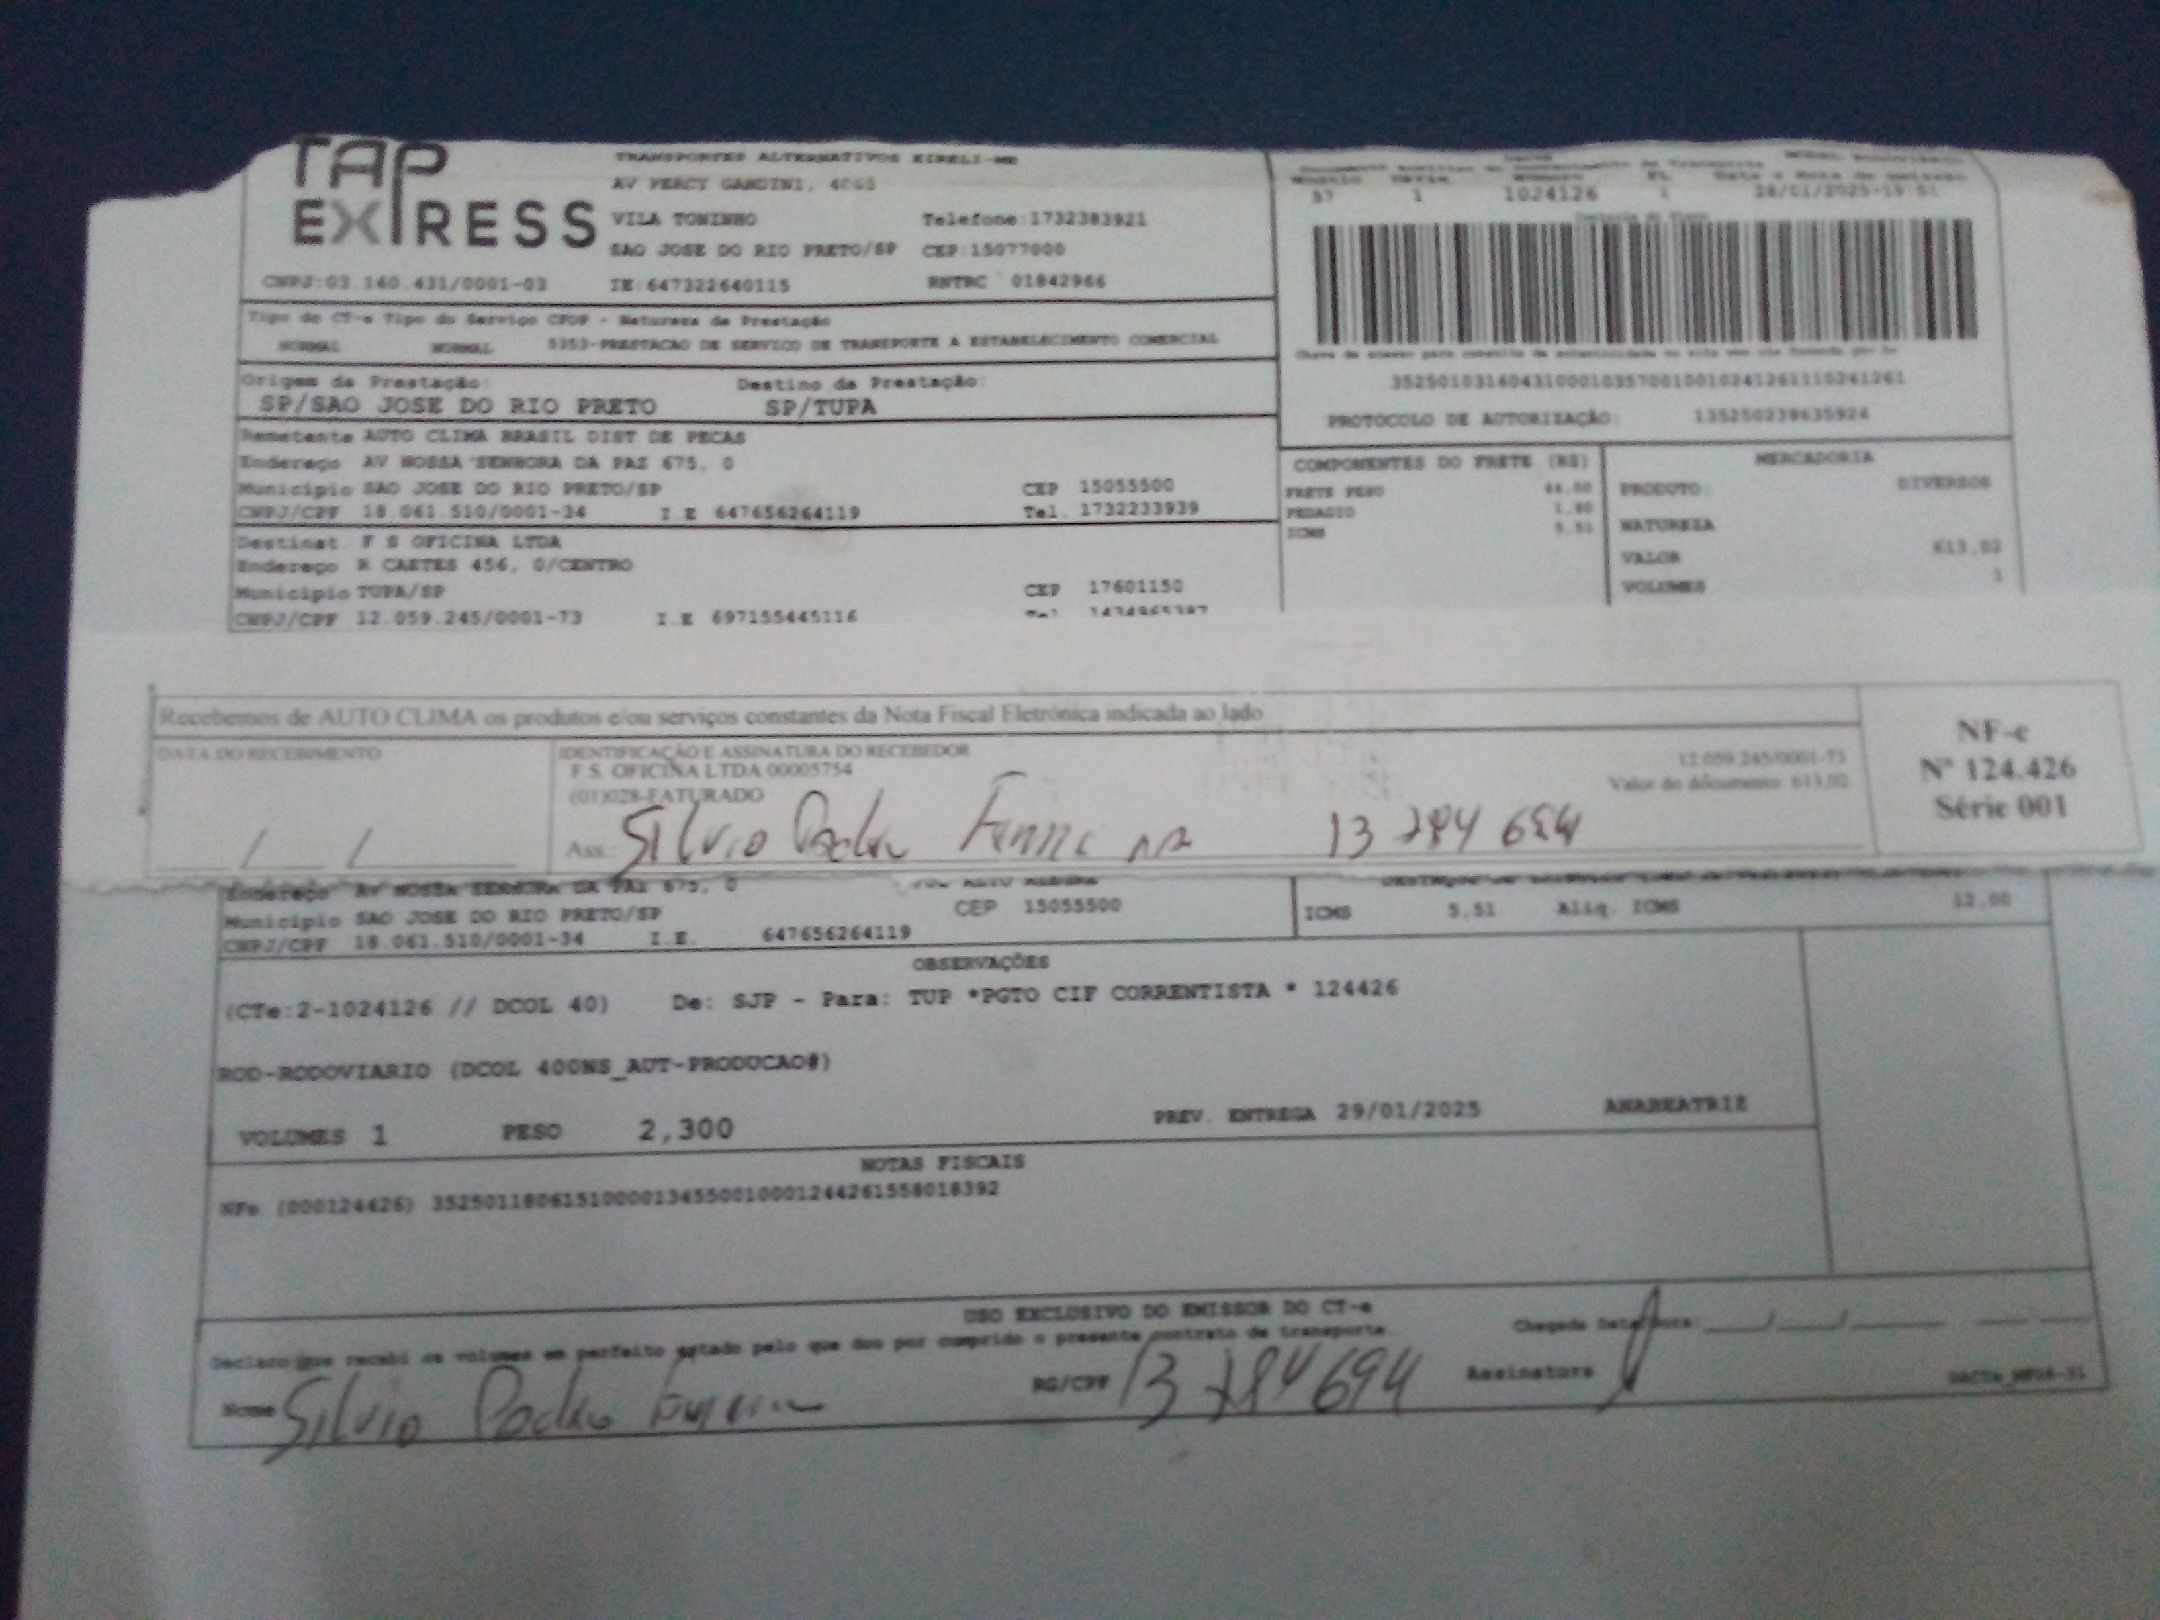 TAP EXPRESS
TRANSPORTES ALTERNATIVOS EIRELI-ME
AV PERCY GANDINI, 4065
VILA TONINHO Telefone:1732383921
SAO JOSE DO RIO PRETO/SP CEP:15077000
CNPJ:03.160.431/0001-03 IE:647322640115 RNTRC 01842966
57 1 1024126 1 28/01/2025-19:51
Tipo do CT-e Tipo do Serviço CFOP - Natureza da Prestação
NORMAL NORMAL 5353-PRESTACAO DE SERVICO DE TRANSPORTE A ESTABELECIMENTO COMERCIAL
Origem da Prestação: Destino da Prestação:
SP/SAO JOSE DO RIO PRETO SP/TUPA
35250103160431000103570010010241261110241261
PROTOCOLO DE AUTORIZAÇÃO: 135250239635924
Remetente AUTO CLIMA BRASIL DIST DE PECAS
Endereço AV NOSSA SENHORA DA PAZ 675, 0
Município SAO JOSE DO RIO PRETO/SP CEP 15055500
CNPJ/CPF 18.061.510/0001-34 I.E 647656264119 Tel. 1732233939
COMPONENTES DO FRETE (R$) MERCADORIA
FRETE PESO PRODUTO: DIVERSOS
PEDAGIO 1.80 NATUREZA
ICMS 5.51 VALOR 613,02
VOLUMES 1
Destinat. F S OFICINA LTDA
Endereço R CAETES 456, 0/CENTRO
Município TUPA/SP CEP 17601150
CNPJ/CPF 12.059.245/0001-73 I.E 697155445116 Tel 1434965387
Recebemos de AUTO CLIMA os produtos e/ou serviços constantes da Nota Fiscal Eletrônica indicada ao lado
DATA DO RECEBIMENTO IDENTIFICAÇÃO E ASSINATURA DO RECEBEDOR
F.S. OFICINA LTDA 00005754 12.059.245/0001-73
(01)028-FATURADO Valor do documento: 613,02
Ass.: Silvio 13 784 694
NF-e
Nº 124.426
Série 001
Endereço AV NOSSA SENHORA DA PAZ 675, 0
Município SAO JOSE DO RIO PRETO/SP CEP 15055500
CNPJ/CPF 18.061.510/0001-34 I.E. 647656264119
ICMS 5,51 Aliq. ICMS 12,00
OBSERVAÇÕES
(CTe:2-1024126 // DCOL 40) De: SJP - Para: TUP *PGTO CIF CORRENTISTA * 124426
ROD-RODOVIARIO (DCOL 400NS_AUT-PRODUCAO#)
VOLUMES 1 PESO 2,300 PREV. ENTREGA 29/01/2025 ANABEATRIZ
NOTAS FISCAIS
NFe (000124426) 35250118061510000134550010001244261558018392
USO EXCLUSIVO DO EMISSOR DO CT-e
Declaro que recebi os volumes em perfeito estado pelo que dou por cumprido o presente contrato de transporte
Chegada Data/Hora:
Nome Silvio RG/CPF 13 784 694 Assinatura